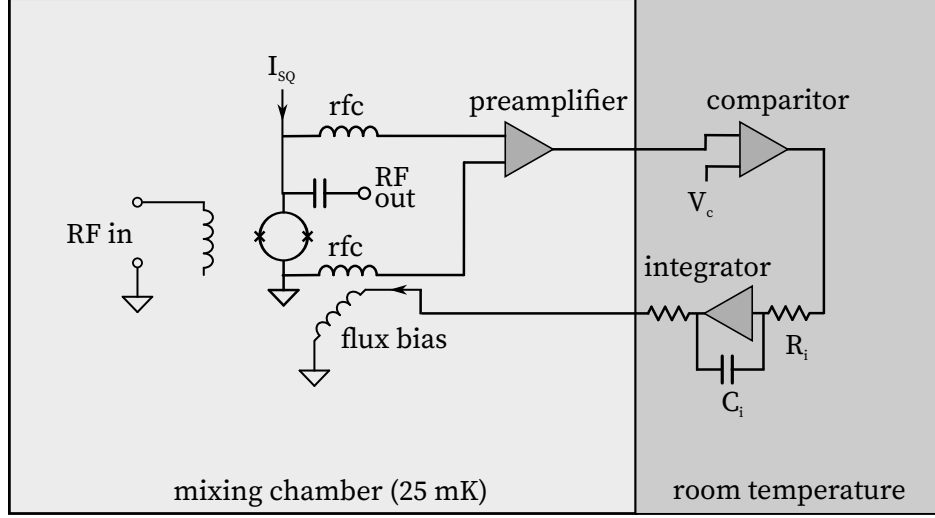 I_SQ
rfc
preamplifier
comparitor
RF
out
V_c
RF in
rfc
integrator
flux bias
R_i
C_i
mixing chamber (25 mK)
room temperature